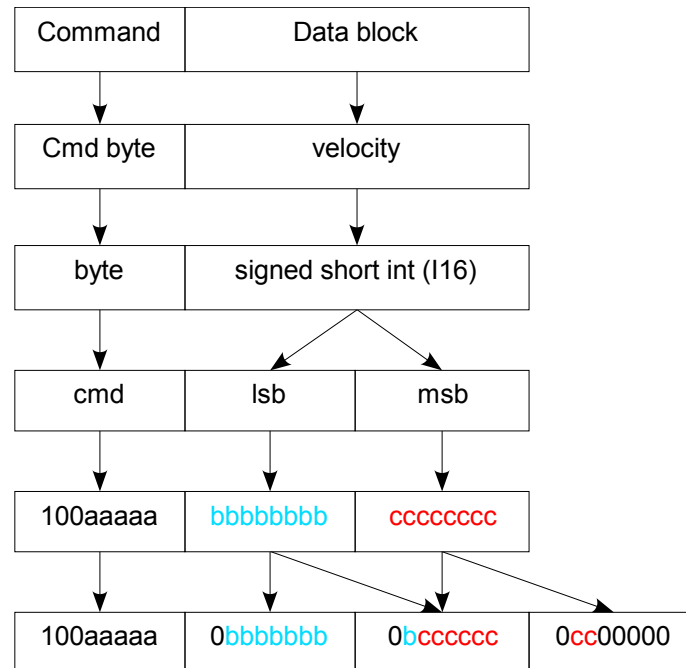 Command Data block
Cmd byte velocity
byte signed short int (I16)
cmd lsb msb
100aaaaa bbbbbbbb cccccccc
100aaaaa 0bbbbbbb 0bcccccc 0cc00000